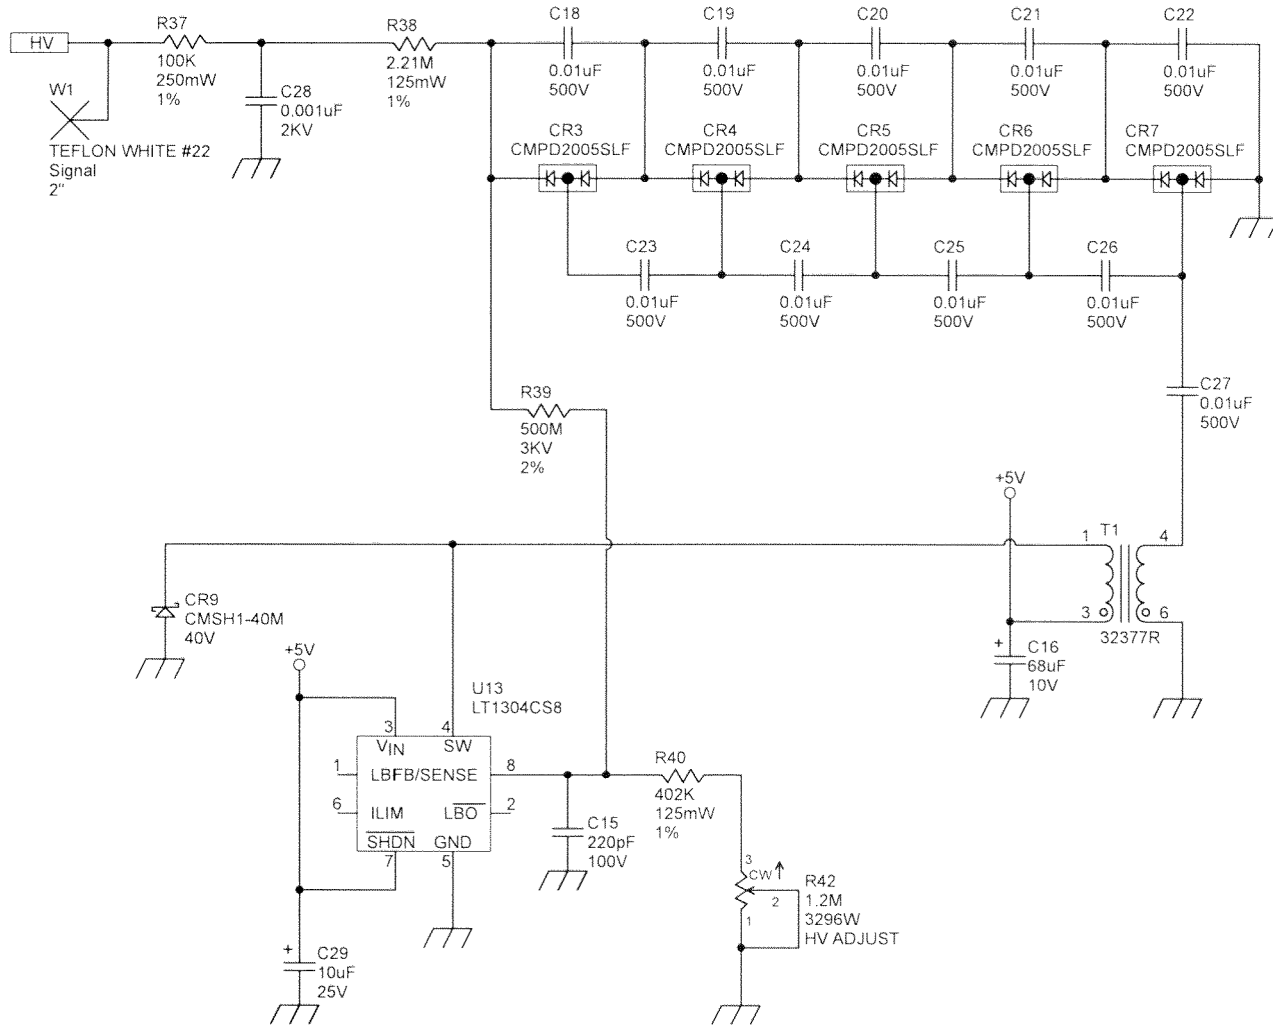 HV
R37
100K
250mW
1%
W1
TEFLON WHITE #22
Signal
2"
C28
0.001uF
2KV
R38
2.21M
125mW
1%
C18
0.01uF
500V
C19
0.01uF
500V
C20
0.01uF
500V
C21
0.01uF
500V
C22
0.01uF
500V
CR3
CMPD2005SLF
CR4
CMPD2005SLF
CR5
CMPD2005SLF
CR6
CMPD2005SLF
CR7
CMPD2005SLF
C23
0.01uF
500V
C24
0.01uF
500V
C25
0.01uF
500V
C26
0.01uF
500V
C27
0.01uF
500V
R39
500M
3KV
2%
+5V
1
T1
4
3
6
32377R
+
C16
68uF
10V
CR9
CMSH1-40M
40V
+5V
U13
LT1304CS8
3
4
VIN
SW
1
LBFB/SENSE
8
6
ILIM
LBO
2
SHDN
GND
7
5
C15
220pF
100V
R40
402K
125mW
1%
3
CW
2
1
R42
1.2M
3296W
HV ADJUST
+
C29
10uF
25V